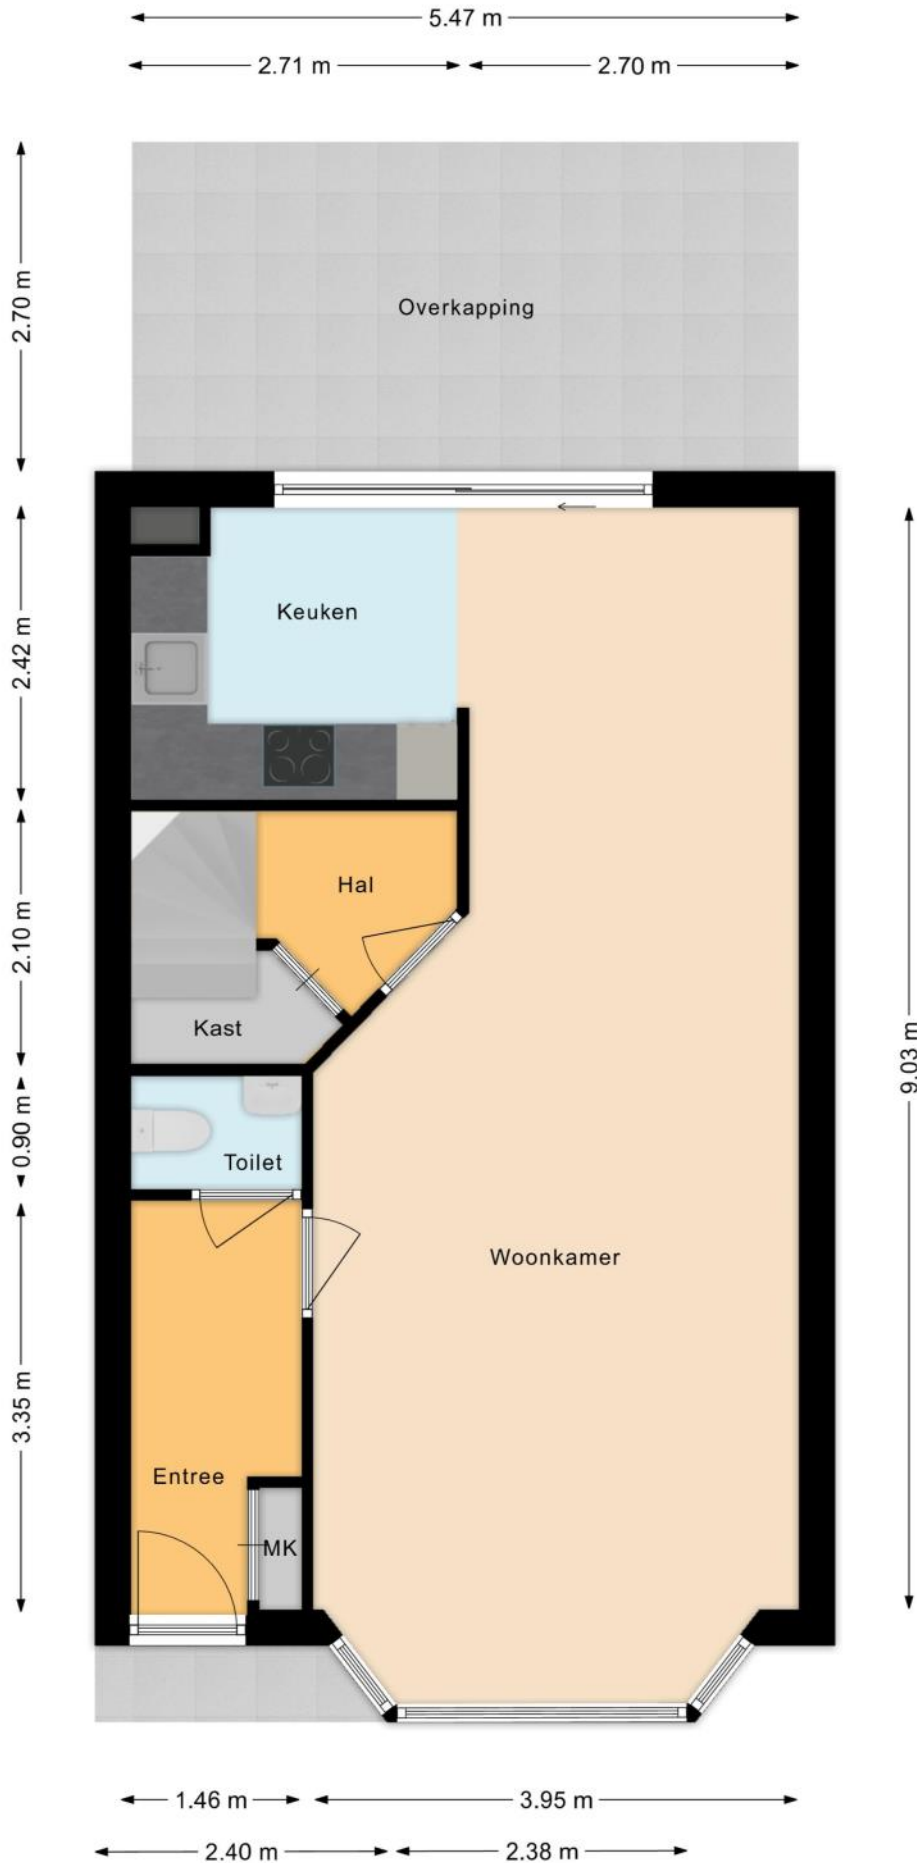 5.47 m
2.71 m
2.70 m
2.70 m
Overkapping
Keuken
2.42 m
Hal
2.10 m
Kast
9.03 m
0.90 m
Toilet
Woonkamer
3.35 m
Entree
MK
1.46 m
3.95 m
2.40 m
2.38 m